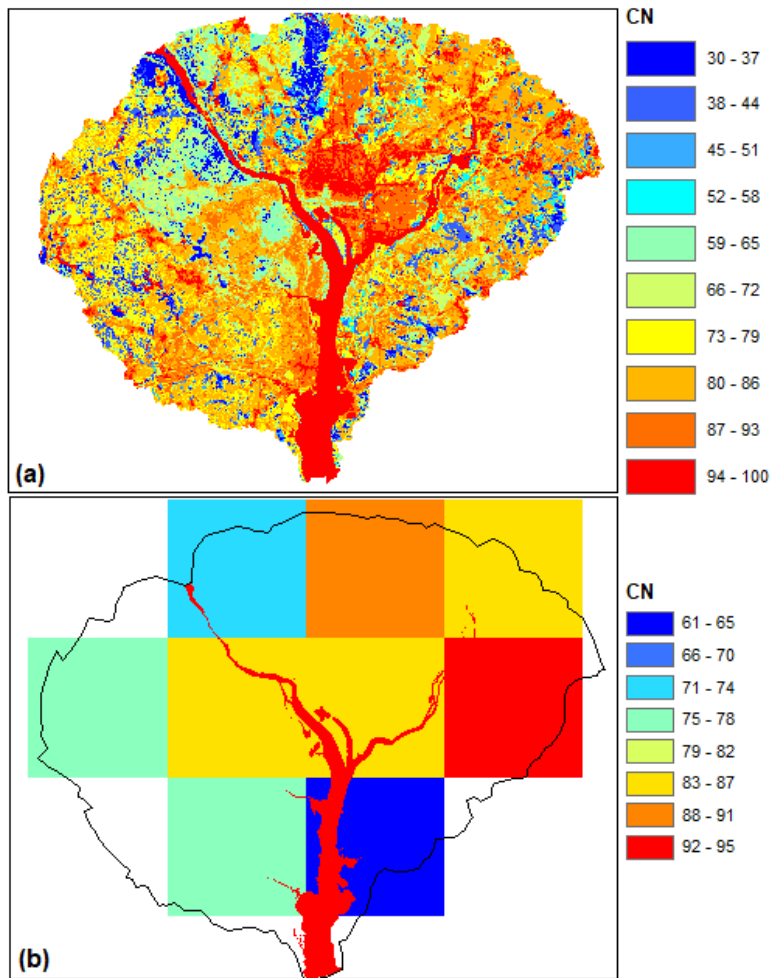 CN
30 - 37
38 - 44
45 - 51
52 - 58
59 - 65
66 - 72
73 - 79
80 - 86
87 - 93
94 - 100
(a)
CN
61 - 65
66 - 70
71 - 74
75 - 78
79 - 82
83 - 87
88 - 91
92 - 95
(b)